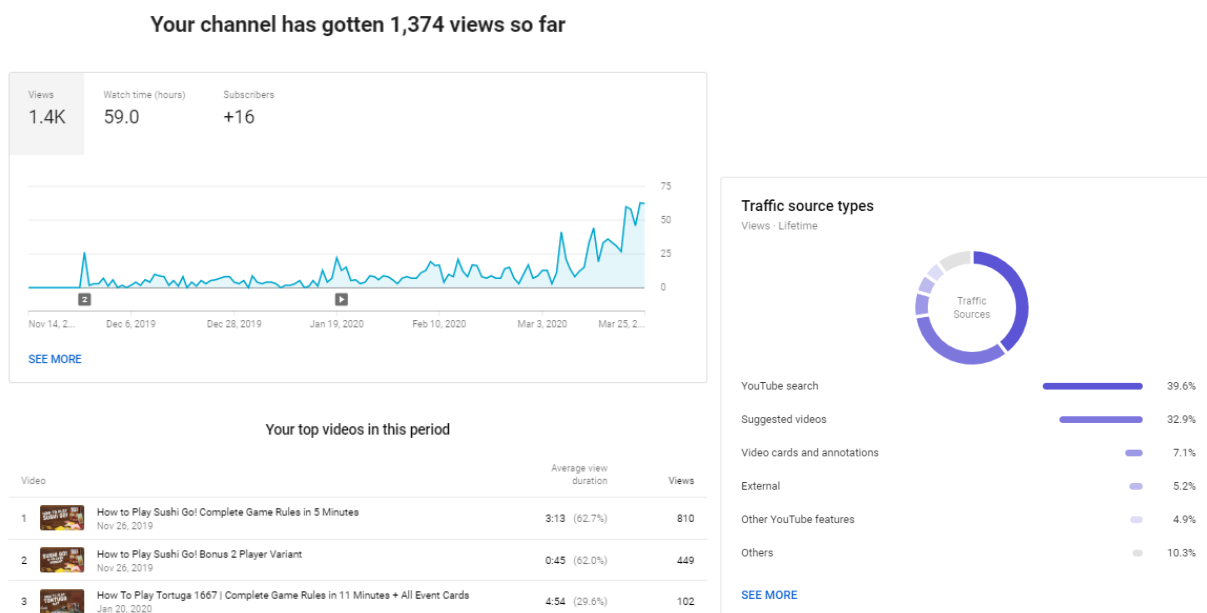 Your channel has gotten 1,374 views so far
Views
1.4K
Watch time (hours)
59.0
Subscribers
+16
75
50
25
0
2
Nov 14, 2... Dec 6, 2019 Dec 28, 2019 Jan 19, 2020 Feb 10, 2020 Mar 3, 2020 Mar 25, 2...
SEE MORE
Your top videos in this period
Video Average view duration Views
1 How to Play Sushi Go! Complete Game Rules in 5 Minutes 3:13 (62.7%) 810
Nov 26, 2019
2 How to Play Sushi Go! Bonus 2 Player Variant 0:45 (62.0%) 449
Nov 26, 2019
3 How To Play Tortuga 1667 | Complete Game Rules in 11 Minutes + All Event Cards 4:54 (29.6%) 102
Jan 20, 2020
Traffic source types
Views · Lifetime
Traffic
Sources
YouTube search 39.6%
Suggested videos 32.9%
Video cards and annotations 7.1%
External 5.2%
Other YouTube features 4.9%
Others 10.3%
SEE MORE